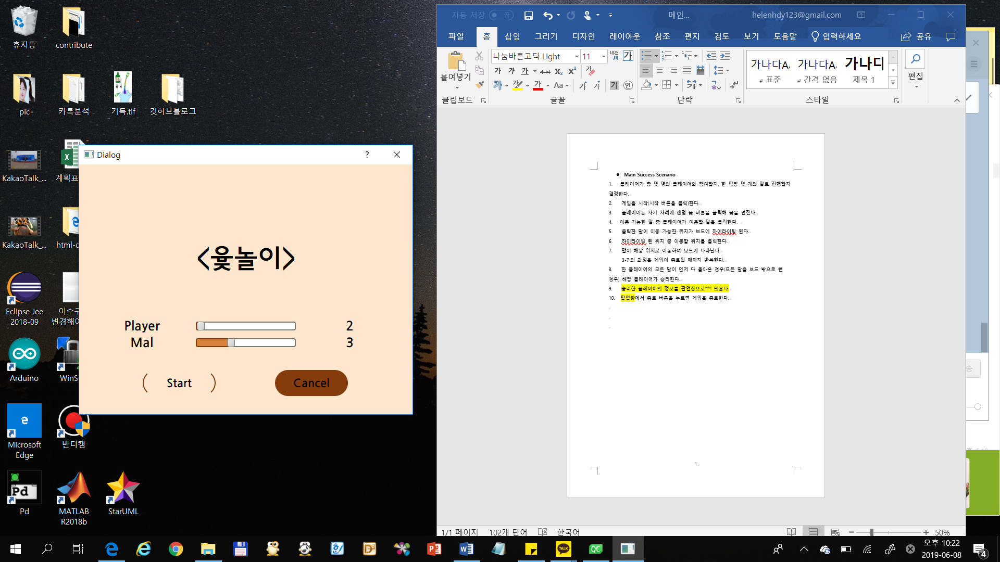 휴지통
contribute
pic-
카톡분석
키득.tif
깃허브블로그
KakaoTalk_...
계획표
KakaoTalk_...
html-c
Eclipse Jee
2018-09
이수구
변경해야
Arduino
WinS
Microsoft
Edge
반디캠
Pd
MATLAB
R2018b
StarUML
Dialog
?
<윷놀이>
Player
2
Mal
3
Start
Cancel
자동 저장
끔
메인...
helenhdy123@gmail.com
파일
홈
삽입
그리기
디자인
레이아웃
참조
편지
검토
보기
도움말
입력하세요
공유
붙여넣기
클립보드
나눔바른고딕 Light
11
글꼴
단락
가나다A
표준
가나다A
간격 없음
가나다
제목 1
스타일
편집
Main Success Scenario
1. 플레이어가 총 몇 명의 플레이어와 참여할지, 한 팀당 몇 개의 말로 진행할지
결정한다.
2. 게임을 시작(시작 버튼을 클릭)한다.
3. 플레이어는 자기 차례에 랜덤 윷 버튼을 클릭해 윷을 던진다.
4. 이동 가능한 말 중 플레이어가 이동할 말을 클릭한다.
5. 클릭한 말이 이동 가능한 위치가 보드에 하이라이팅 된다.
6. 하이라이팅 된 위치 중 이동할 위치를 클릭한다.
7. 말이 해당 위치로 이동하여 보드에 나타난다.
3-7의 과정을 게임이 종료될 때까지 반복한다.
8. 한 플레이어의 모든 말이 먼저 다 돌아온 경우(모든 말을 보드 밖으로 뺀
경우) 해당 플레이어가 승리한다.
9. 승리한 플레이어의 정보를 팝업창으로??? 띄운다.
10. 팝업창에서 종료 버튼을 누르면 게임을 종료한다.
1
1/1 페이지
102개 단어
한국어
50%
오후 10:22
2019-06-08
4